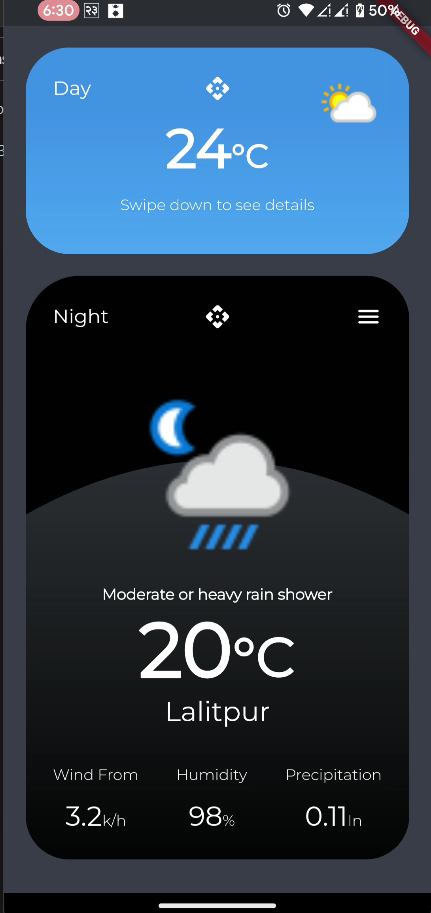 6:30 २३ 50%
DEBUG
Day
24°C
Swipe down to see details
Night
Moderate or heavy rain shower
20°C
Lalitpur
Wind From Humidity Precipitation
3.2k/h 98% 0.11In